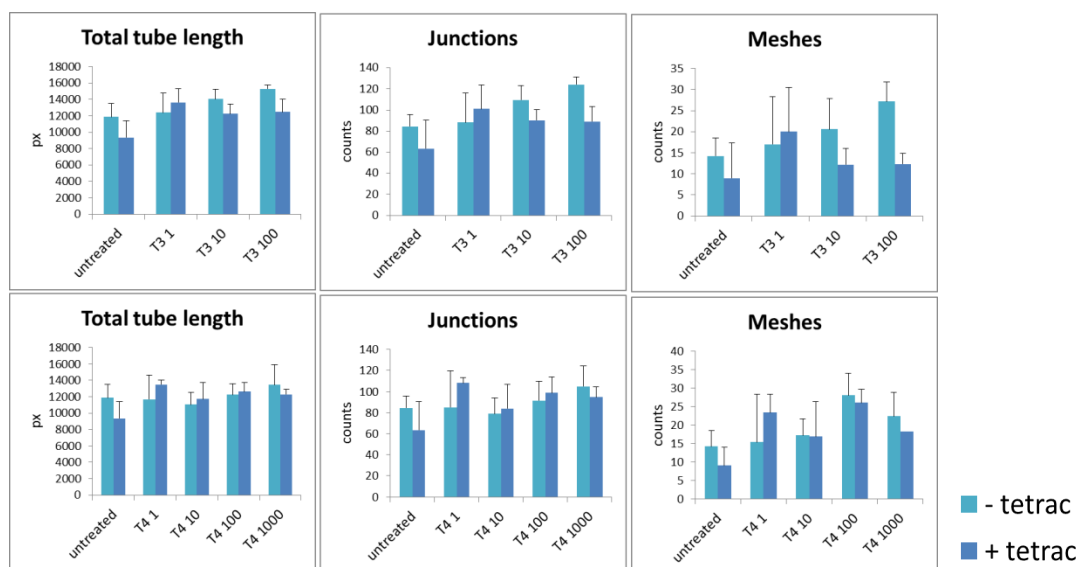 Total tube length
px
18000
16000
14000
12000
10000
8000
6000
4000
2000
0
untreated
T3 1
T3 10
T3 100
Junctions
counts
140
120
100
80
60
40
20
0
untreated
T3 1
T3 10
T3 100
Meshes
counts
35
30
25
20
15
10
5
0
untreated
T3 1
T3 10
T3 100
Total tube length
px
18000
16000
14000
12000
10000
8000
6000
4000
2000
0
untreated
T4 1
T4 10
T4 100
T4 1000
Junctions
counts
140
120
100
80
60
40
20
0
untreated
T4 1
T4 10
T4 100
T4 1000
Meshes
counts
40
35
30
25
20
15
10
5
0
untreated
T4 1
T4 10
T4 100
T4 1000
- tetrac
+ tetrac